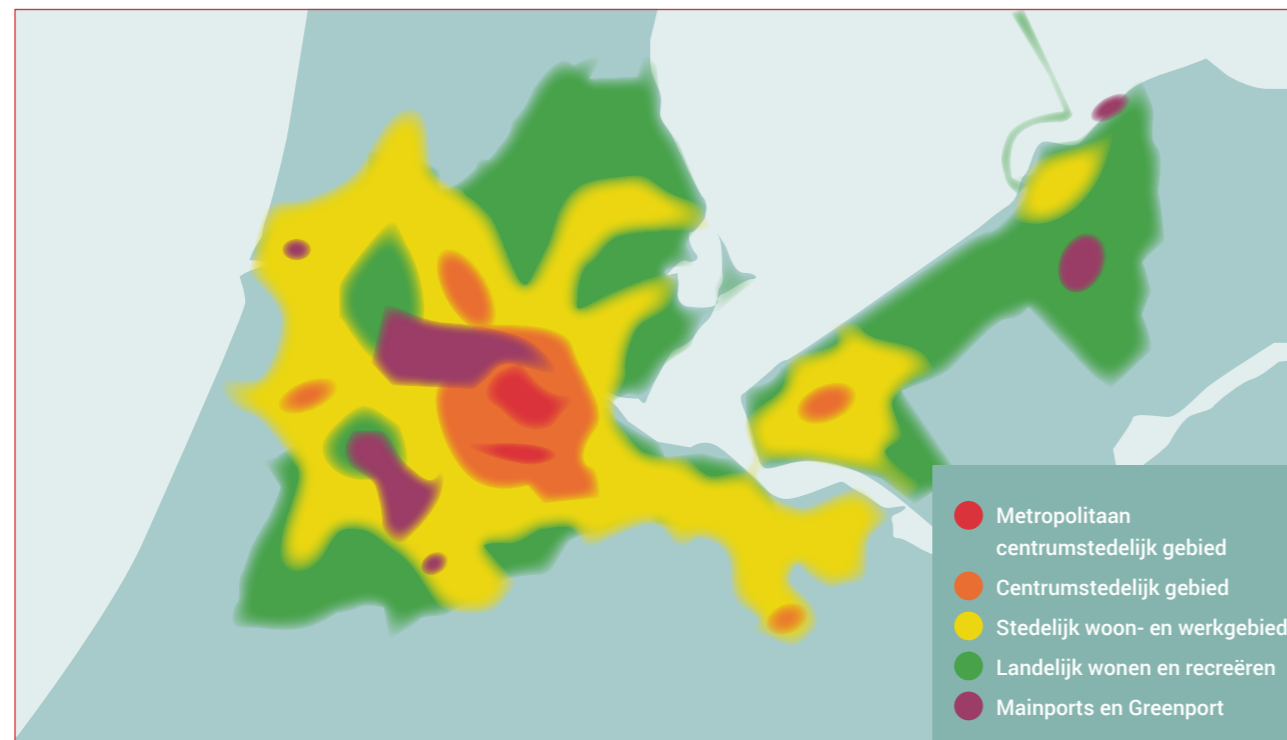 Metropolitaan
centrumstedelijk gebied
Centrumstedelijk gebied
Stedelijk woon- en werkgebied
Landelijk wonen en recreëren
Mainports en Greenport